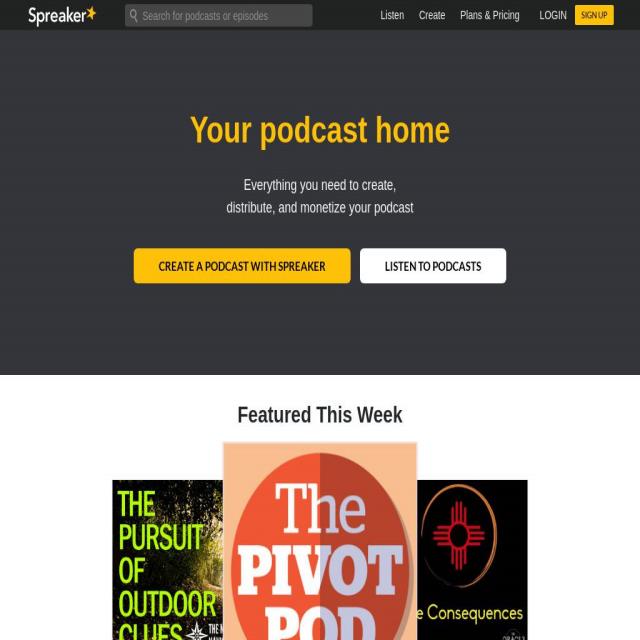 Spreaker
Search for podcasts or episodes
Listen
Create
Plans & Pricing
LOGIN
SIGN UP
Your podcast home
Everything you need to create,
distribute, and monetize your podcast
CREATE A PODCAST WITH SPREAKER
LISTEN TO PODCASTS
Featured This Week
THE
PURSUIT
OF
OUTDOOR
CLUES
THE
The
PIVOT
POD
Consequences